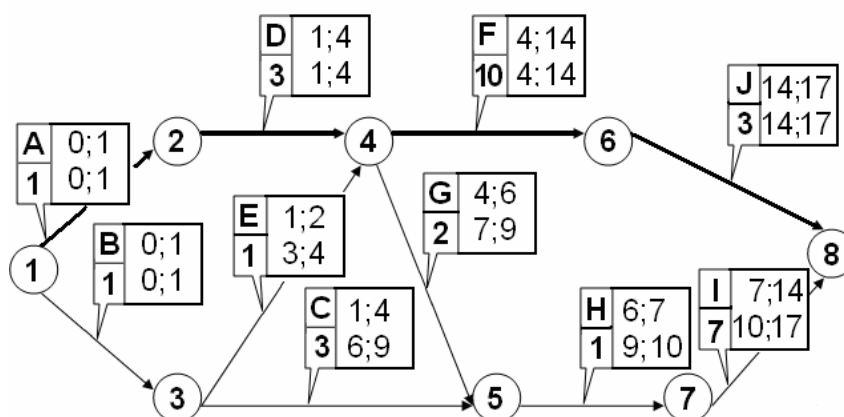 D 1;4
3 1;4
F 4;14
10 4;14
J 14;17
3 14;17
A 0;1
1 0;1
2
4
6
G 4;6
2 7;9
E 1;2
1 3;4
B 0;1
1 0;1
1
8
I 7;14
7 10;17
C 1;4
3 6;9
H 6;7
1 9;10
3
5
7